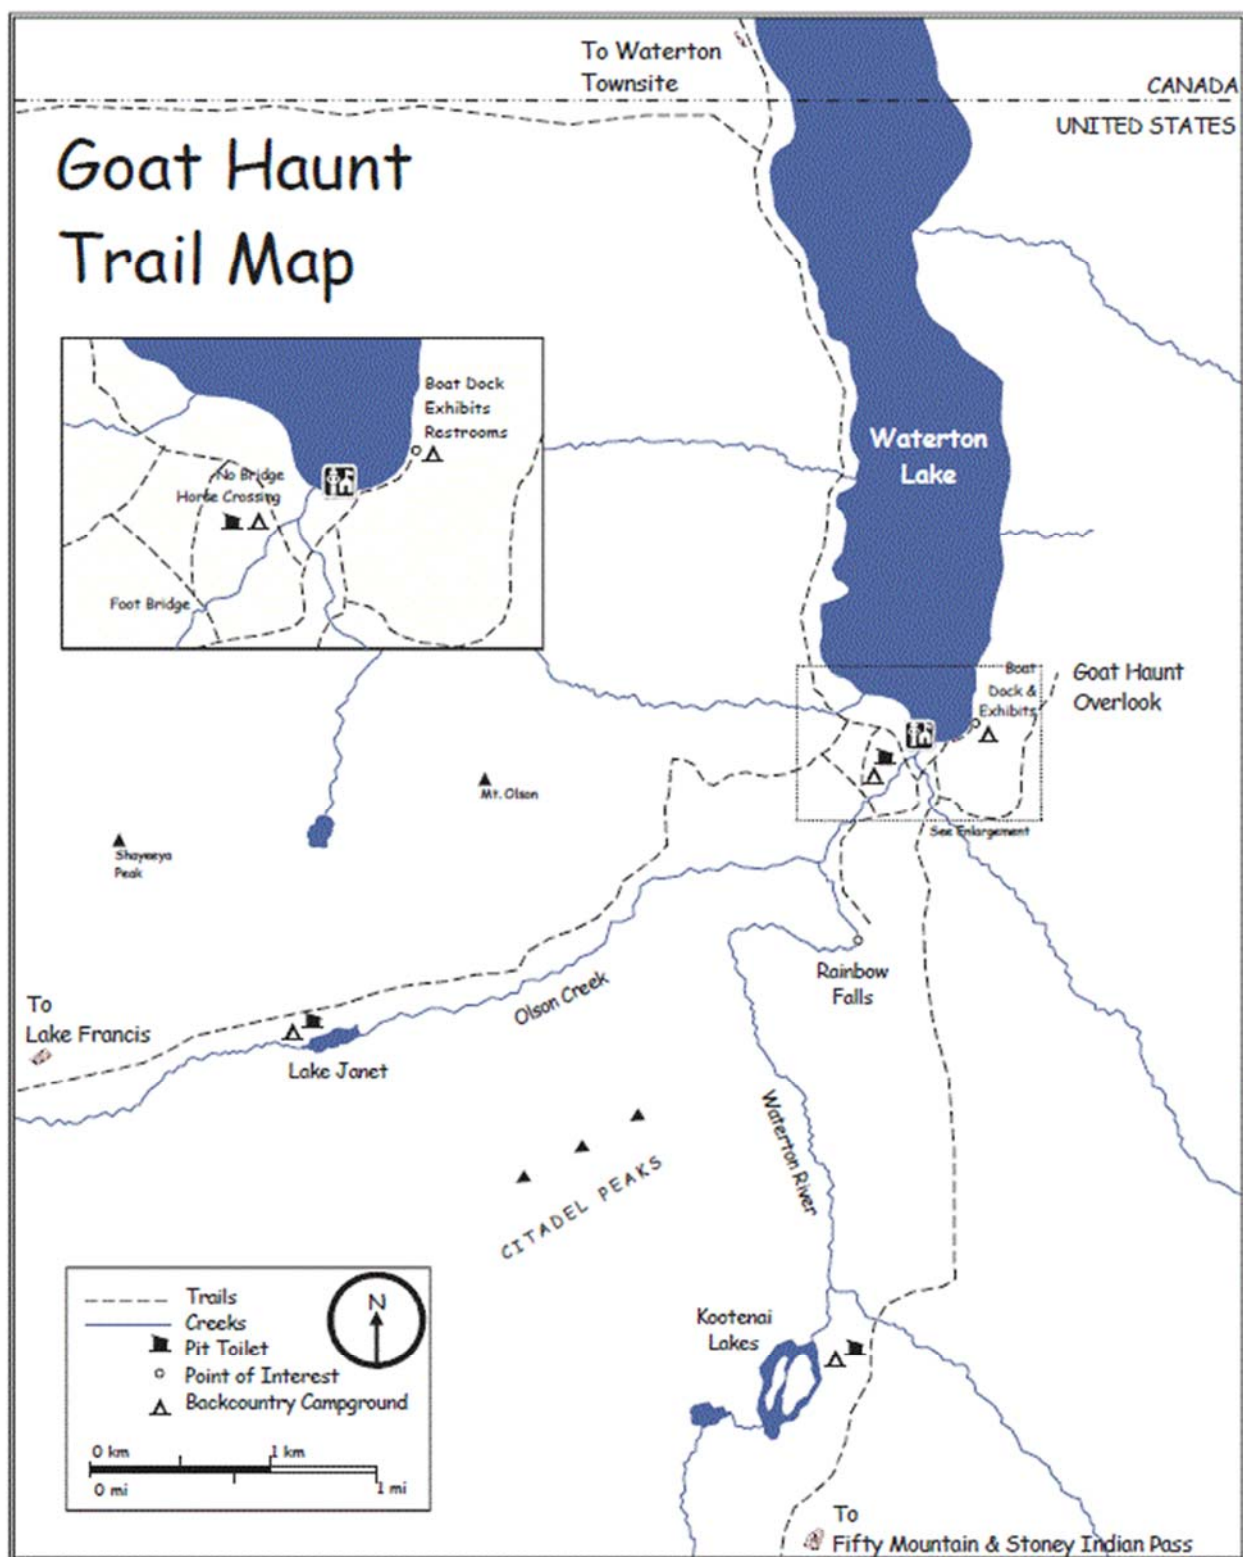 To Waterton
Townsite
CANADA
UNITED STATES
Goat Haunt
Trail Map
Boat Dock
Exhibits
Restrooms
No Bridge
Horse Crossing
Foot Bridge
Waterton
Lake
Boat
Dock &
Exhibits
Goat Haunt
Overlook
See Enlargement
Mt. Olson
Shaheeya
Peak
Rainbow
Falls
Olson Creek
To
Lake Francis
Lake Janet
Waterton River
CITADEL PEAKS
Kootenai
Lakes
Trails
Creeks
Pit Toilet
Point of Interest
Backcountry Campground
N
0 km
1 km
0 mi
1 mi
To
Fifty Mountain & Stoney Indian Pass